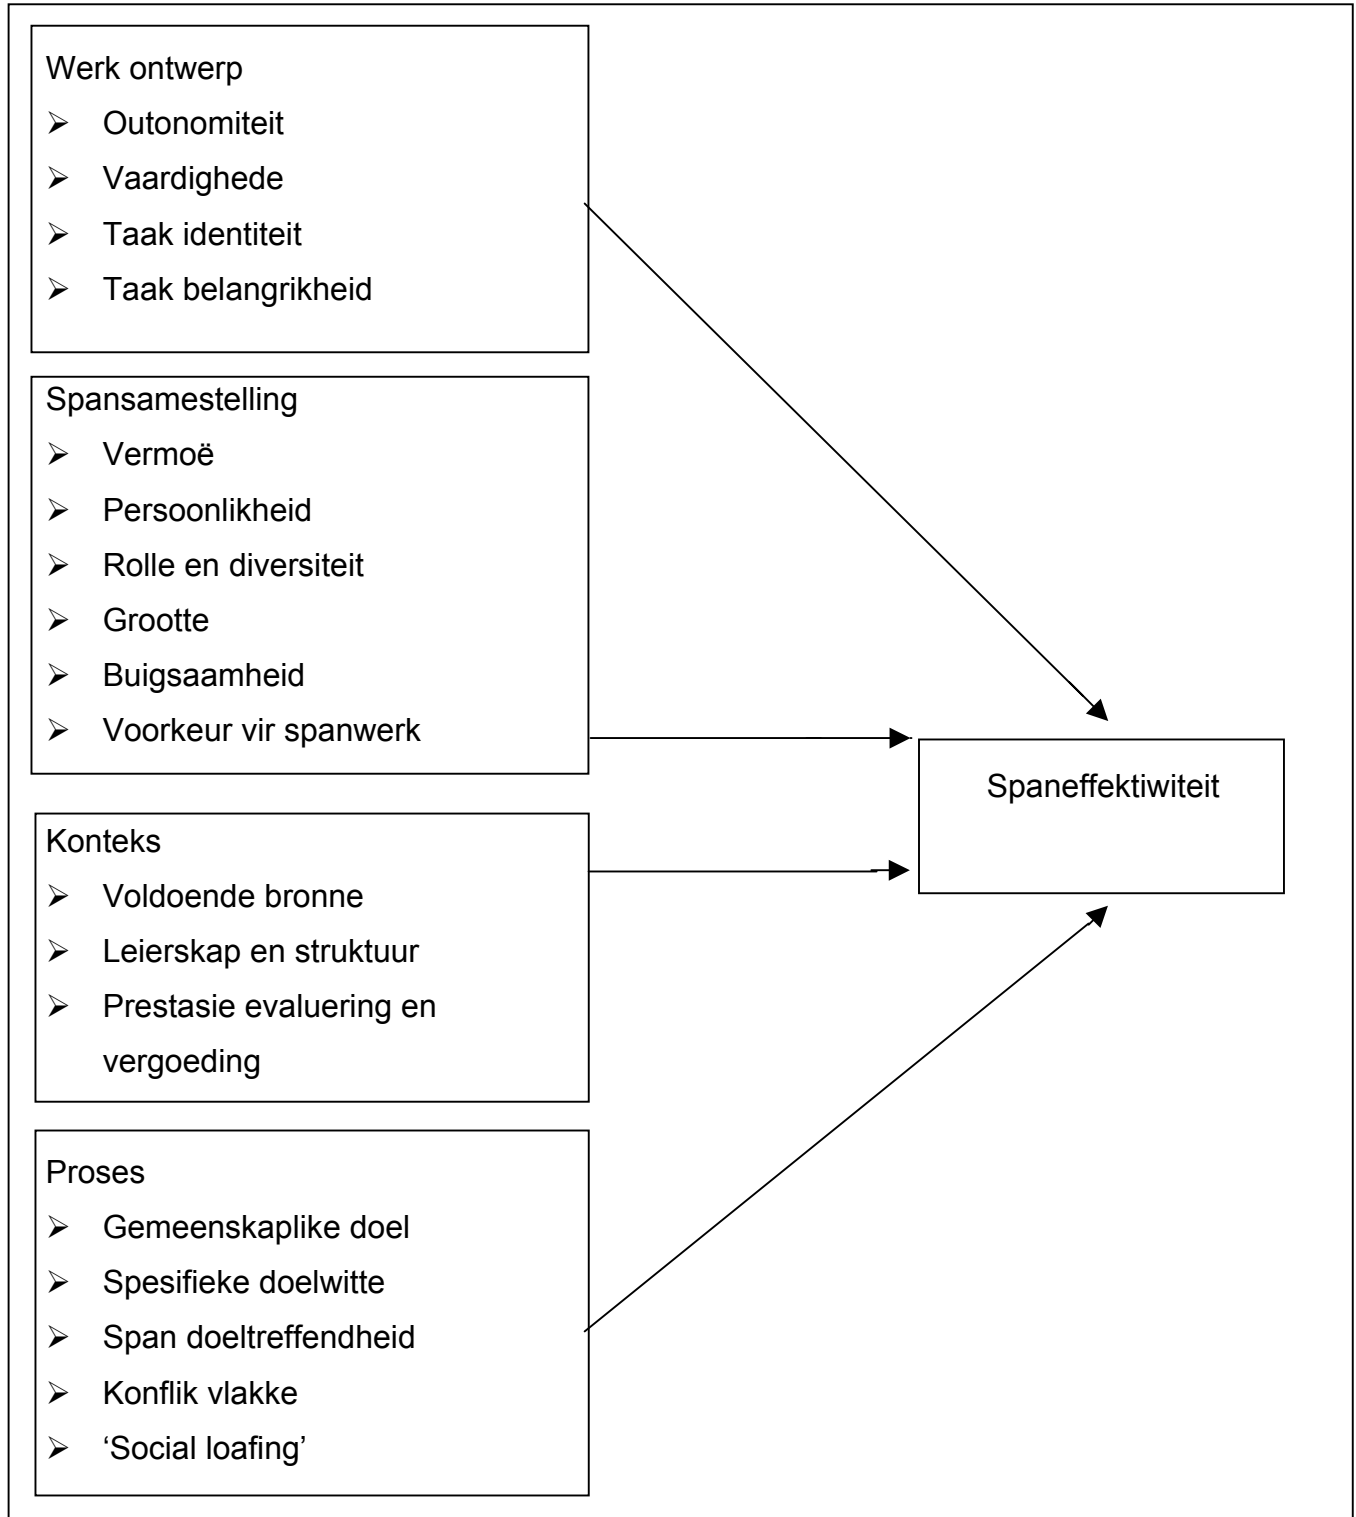 Werk ontwerp
➢ Outonomiteit
➢ Vaardighede
➢ Taak identiteit
➢ Taak belangrikheid
Spansamestelling
➢ Vermoë
➢ Persoonlikheid
➢ Rolle en diversiteit
➢ Grootte
➢ Buigsaamheid
➢ Voorkeur vir spanwerk
Spaneffektiwiteit
Konteks
➢ Voldoende bronne
➢ Leierskap en struktuur
➢ Prestasie evaluering en
vergoeding
Proses
➢ Gemeenskaplike doel
➢ Spesifieke doelwitte
➢ Span doeltreffendheid
➢ Konflik vlakke
➢ ‘Social loafing’